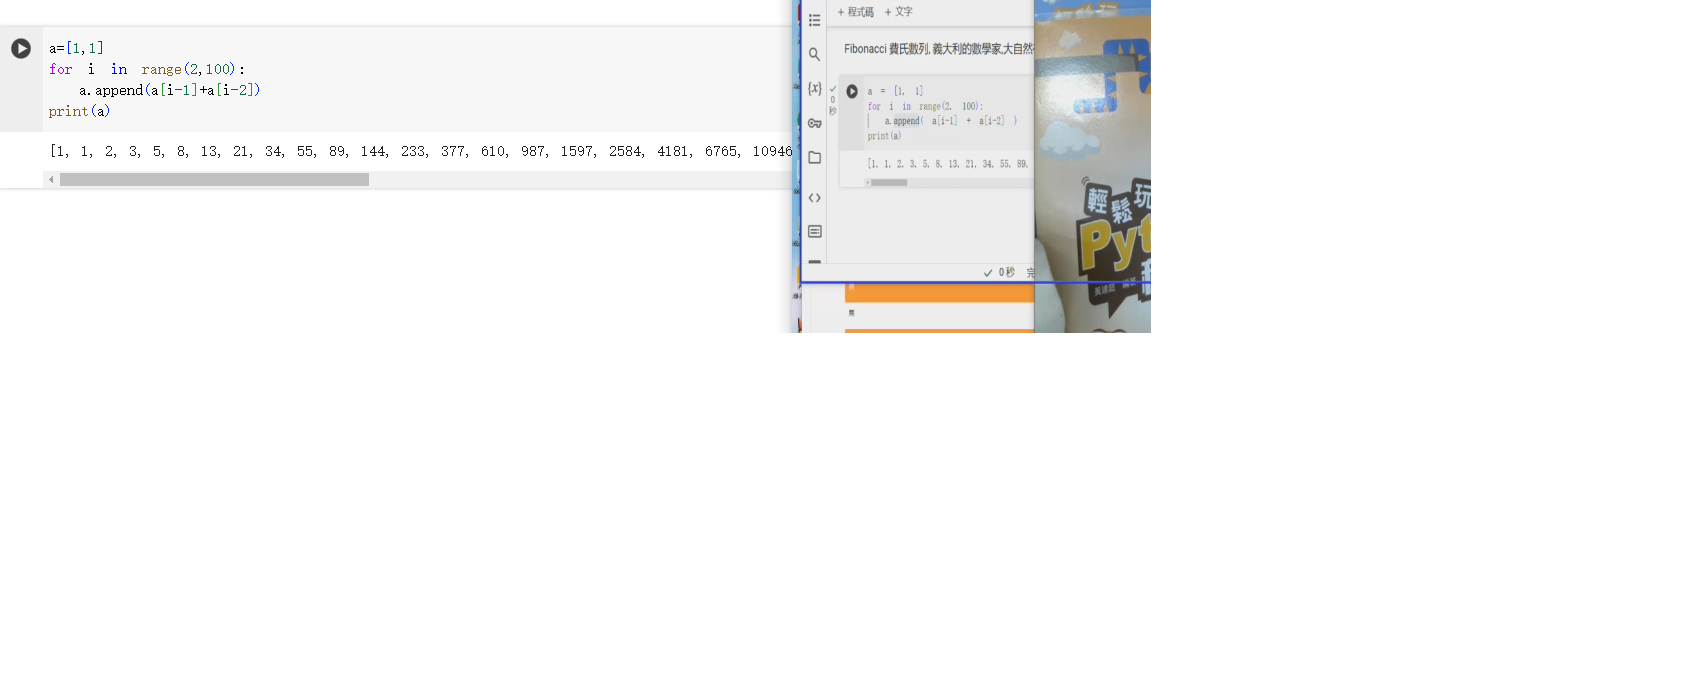 a=[1,1]
for i in range(2,100):
a.append(a[i-1]+a[i-2])
print(a)
[1, 1, 2, 3, 5, 8, 13, 21, 34, 55, 89, 144, 233, 377, 610, 987, 1597, 2584, 4181, 6765, 10946
+ 程式碼 + 文字
Fibonacci 費氏數列, 義大利的數學家,大自然
{x}
0
秒
a = [1, 1]
for i in range(2, 100):
a.append( a[i-1] + a[i-2] )
print(a)
[1, 1, 2, 3, 5, 8, 13, 21, 34, 55, 89,
<>
0 秒 完
輕鬆玩
Pyt